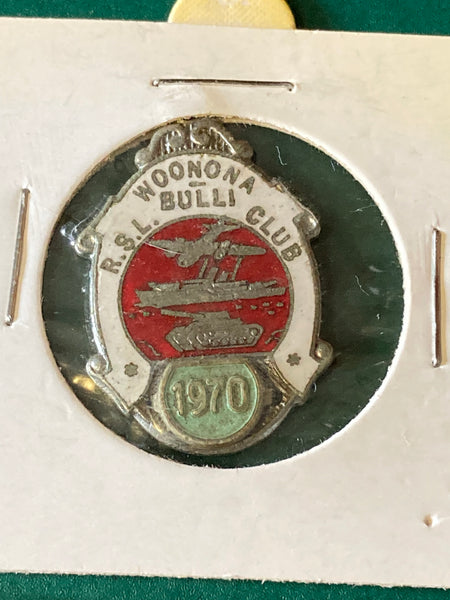 WOONONA
-
BULLI
R.S.L. CLUB
1970